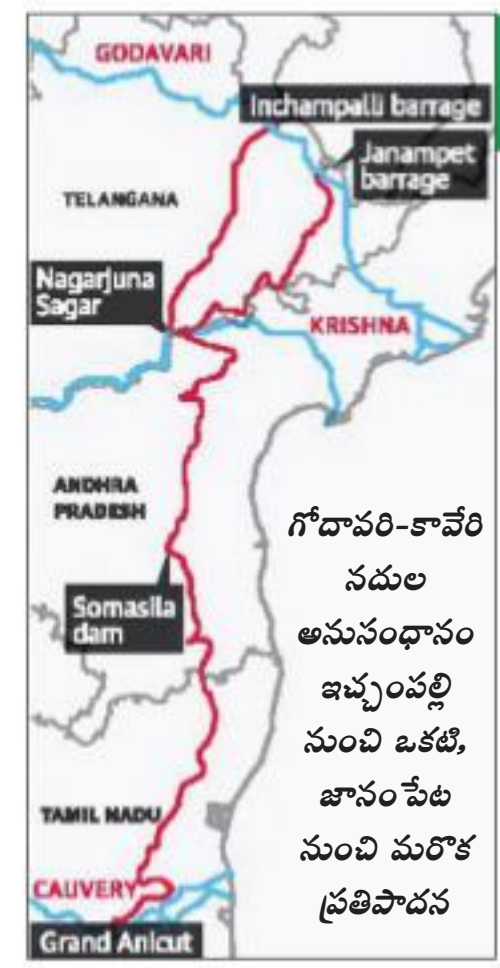 GODAVARI
Inchampalli barrage
Janampet
barrage
TELANGANA
Nagarjuna
Sagar
KRISHNA
ANDHRA
PRADESH
గోదావరి-కావేరి
నదుల
అనుసంధానం
ఇచ్చంపల్లి
నుంచి ఒకటి,
జానంపేట
నుంచి మరొక
ప్రతిపాదన
Somasila
dam
TAMIL NADU
CAUVERY
Grand Anicut